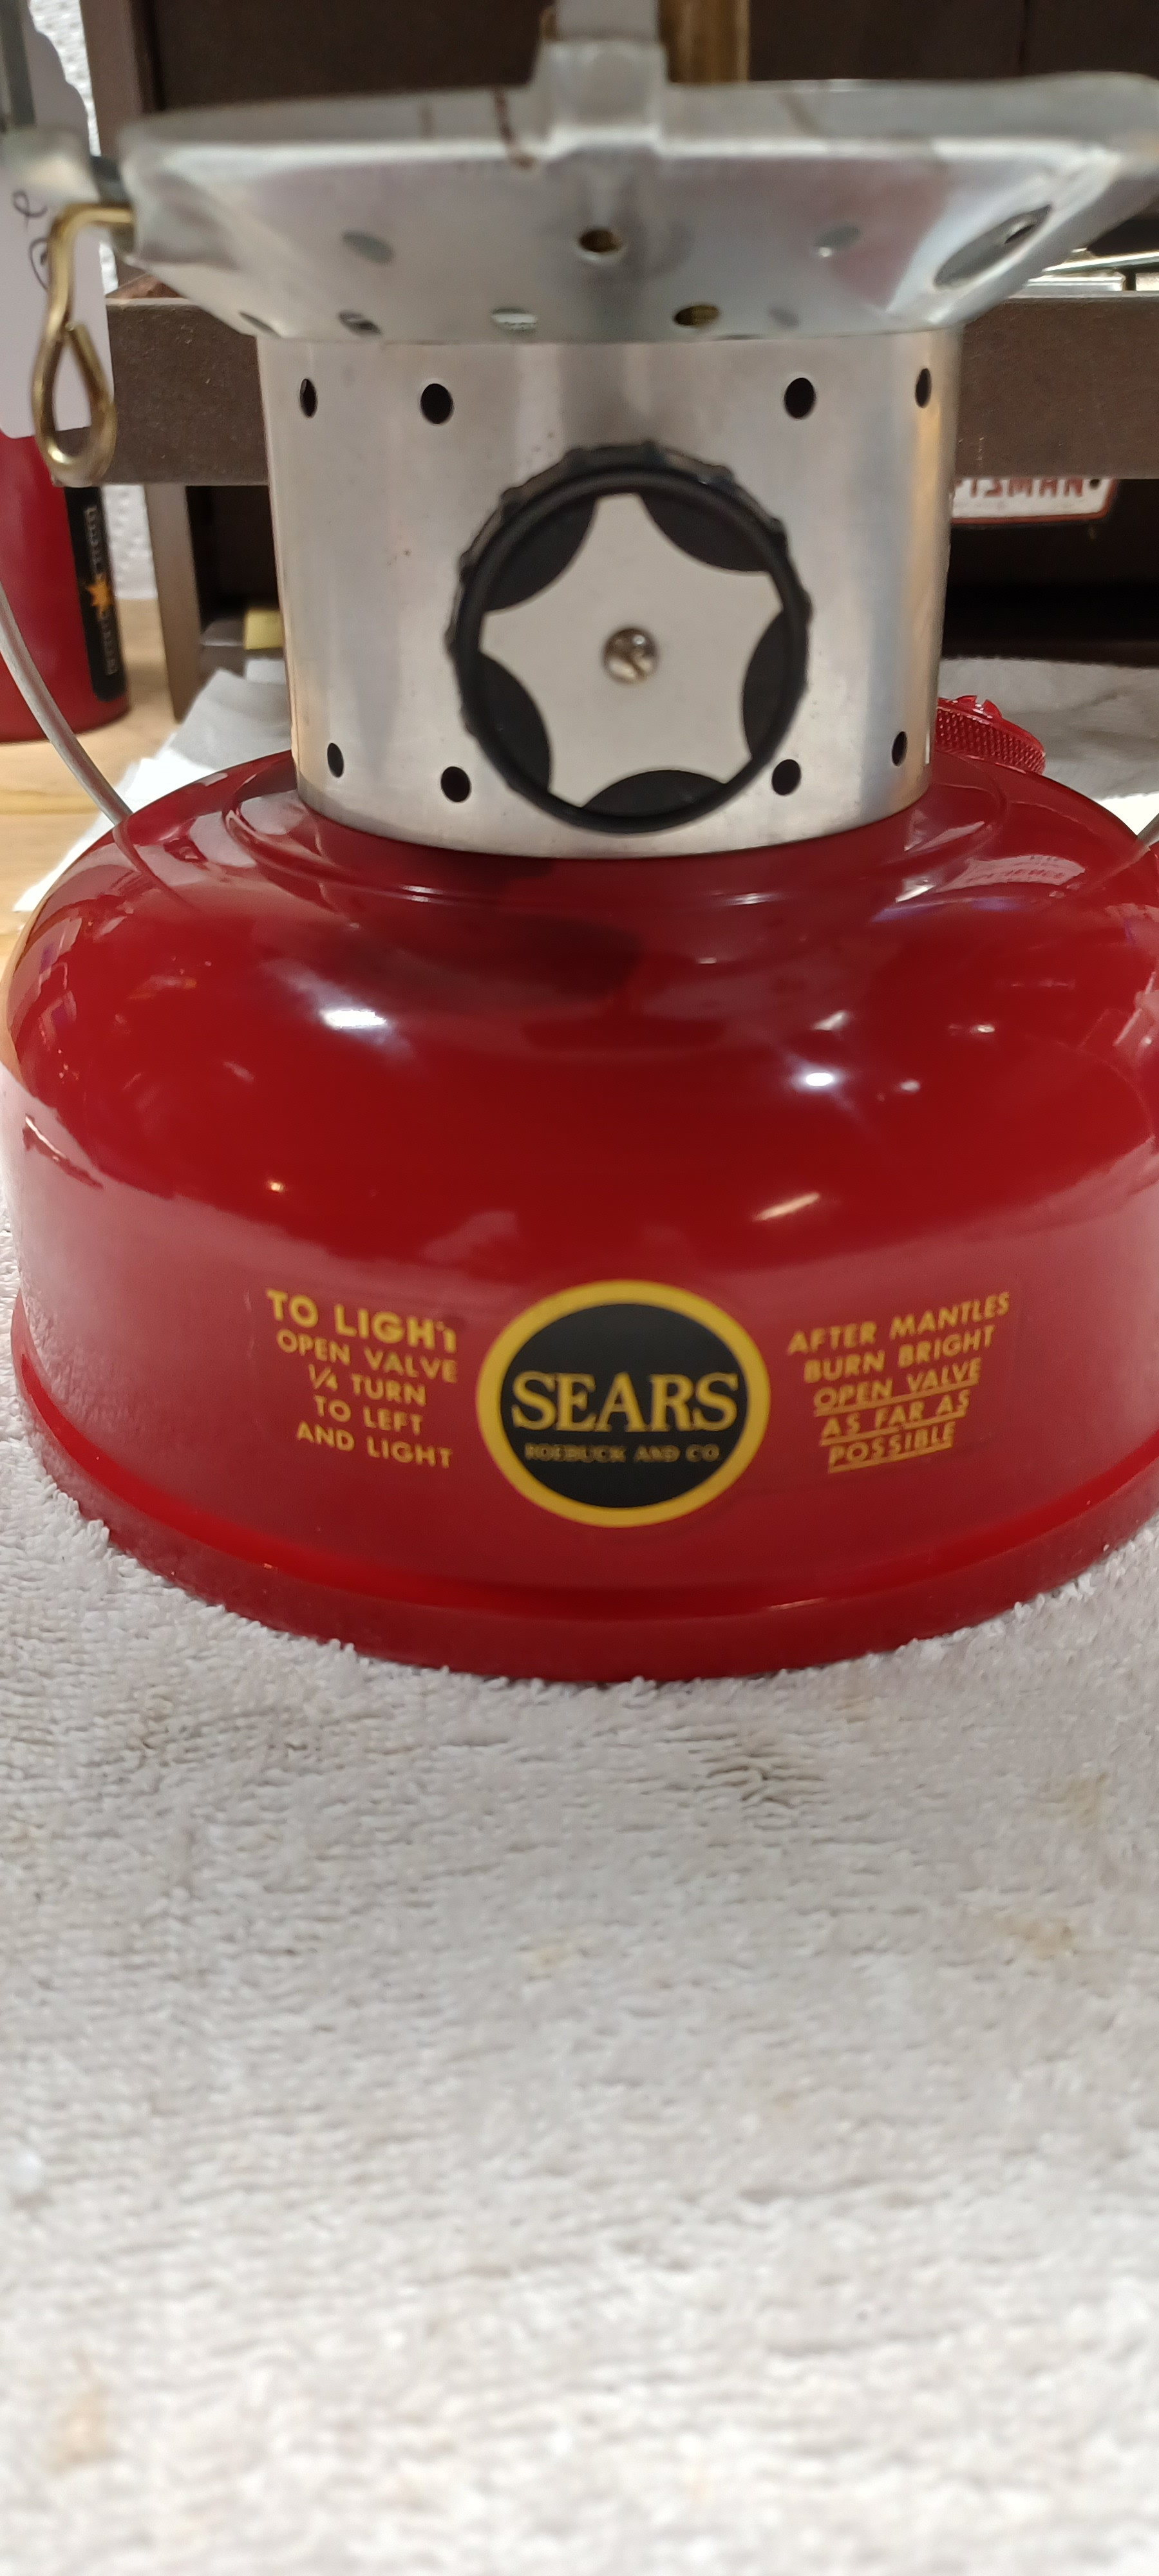 TO LIGHT
OPEN VALVE
1/4 TURN
TO LEFT
AND LIGHT
SEARS
ROEBUCK AND CO
AFTER MANTLES
BURN BRIGHT
OPEN VALVE
AS FAR AS
POSSIBLE